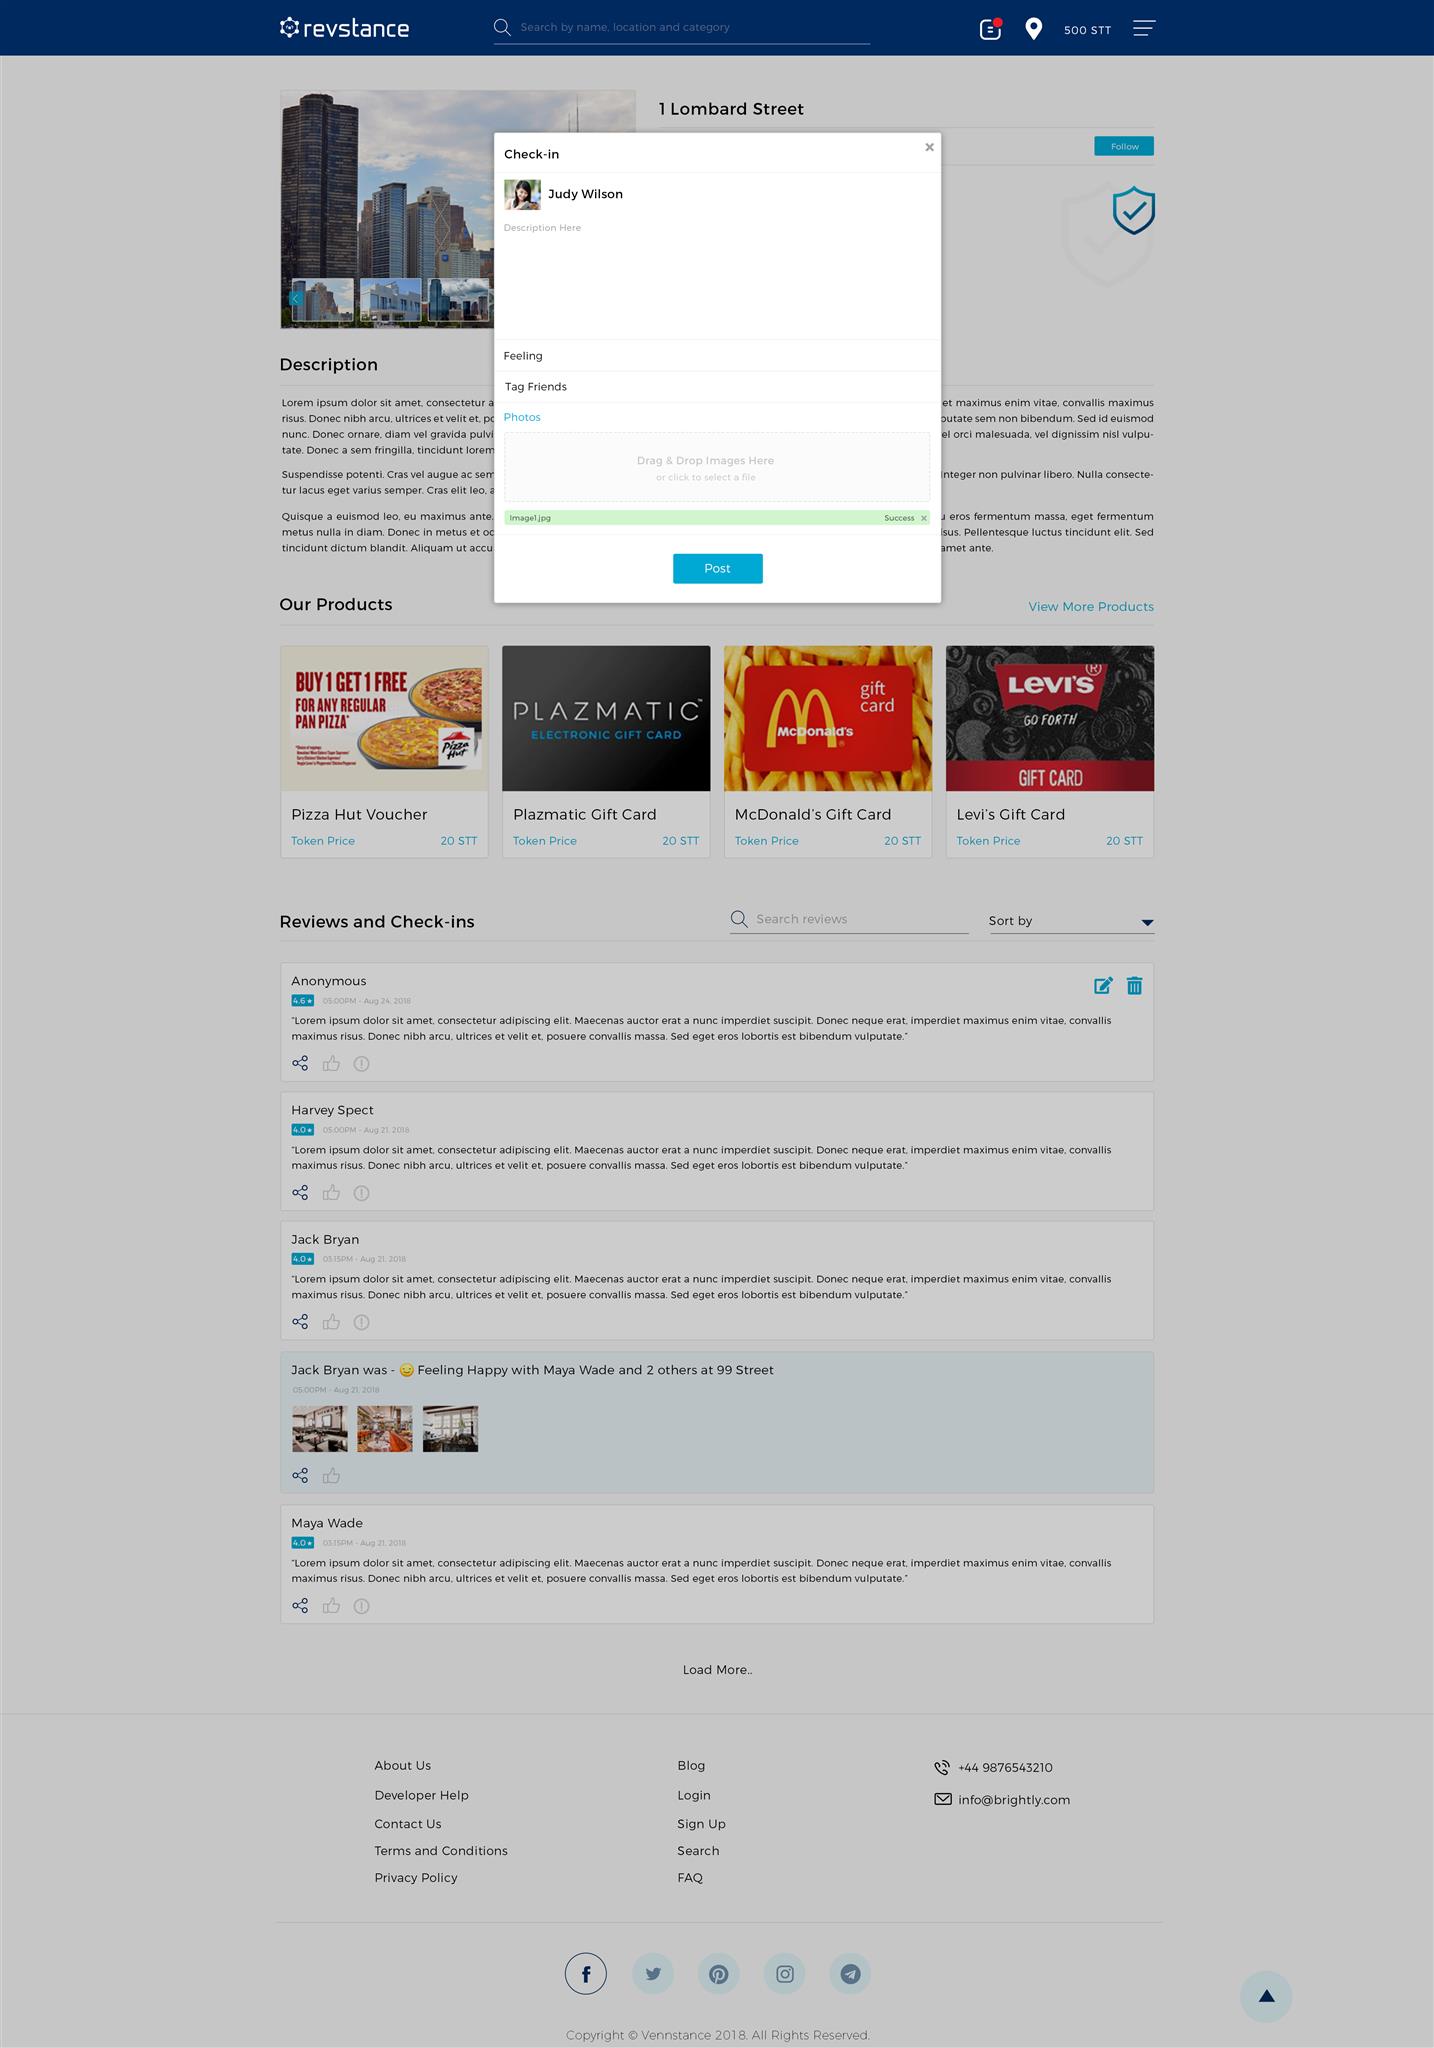 revstance
Search by name, location and category
500 STT
1 Lombard Street
Follow
Check-in
Judy Wilson
Description Here
Feeling
Tag Friends
Photos
Drag & Drop Images Here
or click to select a file
Image1.jpg Success
Post
Description
Lorem ipsum dolor sit amet, consectetur a
et maximus enim vitae, convallis maximus
risus. Donec nibh arcu, ultrices et velit et, po
putate sem non bibendum. Sed id euismod
nunc. Donec ornare, diam vel gravida pulvi
el orci malesuada, vel dignissim nisl vulpu-
tate. Donec a sem fringilla, tincidunt lorem
Suspendisse potenti. Cras vel augue ac sem
Integer non pulvinar libero. Nulla consecte-
tur lacus eget varius semper. Cras elit leo, a
Quisque a euismod leo, eu maximus ante.
u eros fermentum massa, eget fermentum
metus nulla in diam. Donec in metus et oc
isus. Pellentesque luctus tincidunt elit. Sed
tincidunt dictum blandit. Aliquam ut accu
amet ante.
Our Products
View More Products
BUY 1 GET 1 FREE
FOR ANY REGULAR
PAN PIZZA*
Pizza
Hut
PLAZMATIC™
ELECTRONIC GIFT CARD
gift
card
McDonald's
LEVI'S®
GO FORTH
GIFT CARD
Pizza Hut Voucher
Token Price 20 STT
Plazmatic Gift Card
Token Price 20 STT
McDonald's Gift Card
Token Price 20 STT
Levi's Gift Card
Token Price 20 STT
Reviews and Check-ins
Search reviews
Sort by
Anonymous
4.6★ 05:00PM - Aug 24, 2018
"Lorem ipsum dolor sit amet, consectetur adipiscing elit. Maecenas auctor erat a nunc imperdiet suscipit. Donec neque erat, imperdiet maximus enim vitae, convallis
maximus risus. Donec nibh arcu, ultrices et velit et, posuere convallis massa. Sed eget eros lobortis est bibendum vulputate."
Harvey Spect
4.0★ 05:00PM - Aug 21, 2018
"Lorem ipsum dolor sit amet, consectetur adipiscing elit. Maecenas auctor erat a nunc imperdiet suscipit. Donec neque erat, imperdiet maximus enim vitae, convallis
maximus risus. Donec nibh arcu, ultrices et velit et, posuere convallis massa. Sed eget eros lobortis est bibendum vulputate."
Jack Bryan
4.0★ 03:15PM - Aug 21, 2018
"Lorem ipsum dolor sit amet, consectetur adipiscing elit. Maecenas auctor erat a nunc imperdiet suscipit. Donec neque erat, imperdiet maximus enim vitae, convallis
maximus risus. Donec nibh arcu, ultrices et velit et, posuere convallis massa. Sed eget eros lobortis est bibendum vulputate."
Jack Bryan was - 😊 Feeling Happy with Maya Wade and 2 others at 99 Street
05:00PM - Aug 21, 2018
Maya Wade
4.0★ 03:15PM - Aug 21, 2018
"Lorem ipsum dolor sit amet, consectetur adipiscing elit. Maecenas auctor erat a nunc imperdiet suscipit. Donec neque erat, imperdiet maximus enim vitae, convallis
maximus risus. Donec nibh arcu, ultrices et velit et, posuere convallis massa. Sed eget eros lobortis est bibendum vulputate."
Load More..
About Us
Developer Help
Contact Us
Terms and Conditions
Privacy Policy
Blog
Login
Sign Up
Search
FAQ
+44 9876543210
info@brightly.com
Copyright © Vennstance 2018. All Rights Reserved.